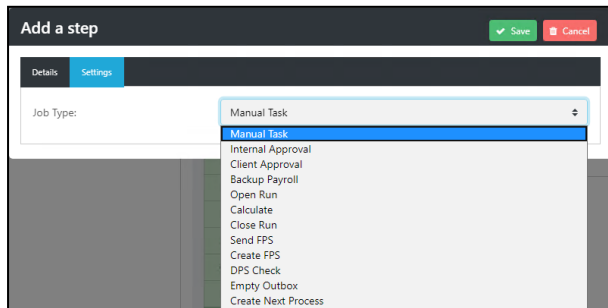 Add a step
Save
Cancel
Details
Settings
Job Type:
Manual Task
Manual Task
Internal Approval
Client Approval
Backup Payroll
Open Run
Calculate
Close Run
Send FPS
Create FPS
DPS Check
Empty Outbox
Create Next Process